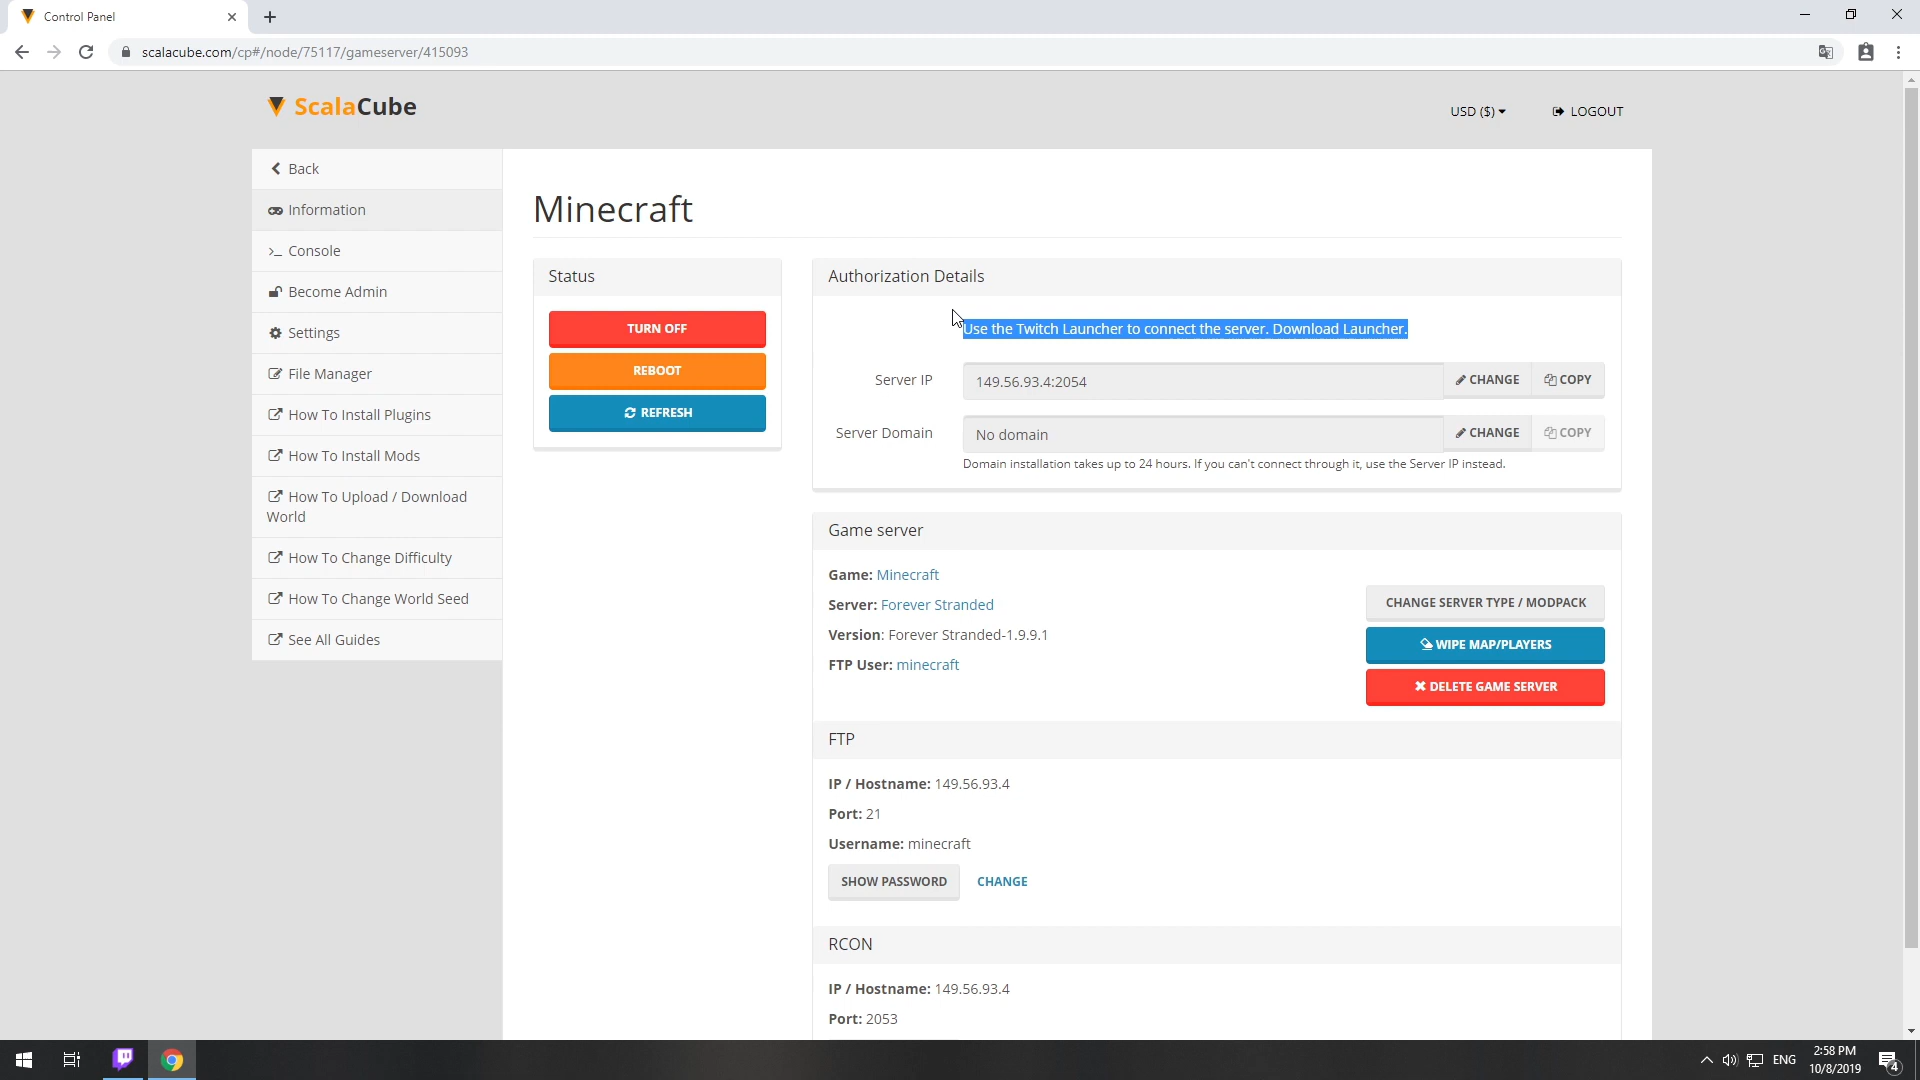 Control Panel
scalacube.com/cp#/node/75117/gameserver/415093
ScalaCube
USD ($)
LOGOUT
Back
Information
Console
Become Admin
Settings
File Manager
How To Install Plugins
How To Install Mods
How To Upload / Download
World
How To Change Difficulty
How To Change World Seed
See All Guides
Minecraft
Status
TURN OFF
REBOOT
REFRESH
Authorization Details
Use the Twitch Launcher to connect the server. Download Launcher.
Server IP
149.56.93.4:2054
CHANGE
COPY
Server Domain
No domain
CHANGE
COPY
Domain installation takes up to 24 hours. If you can't connect through it, use the Server IP instead.
Game server
Game: Minecraft
Server: Forever Stranded
Version: Forever Stranded-1.9.9.1
FTP User: minecraft
CHANGE SERVER TYPE / MODPACK
WIPE MAP/PLAYERS
DELETE GAME SERVER
FTP
IP / Hostname: 149.56.93.4
Port: 21
Username: minecraft
SHOW PASSWORD
CHANGE
RCON
IP / Hostname: 149.56.93.4
Port: 2053
ENG
2:58 PM
10/8/2019
4